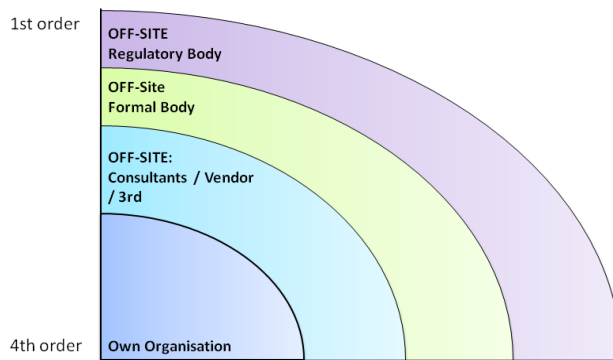 1st order
OFF-SITE
Regulatory Body
OFF-Site
Formal Body
OFF-SITE:
Consultants / Vendor
/ 3rd
4th order
Own Organisation